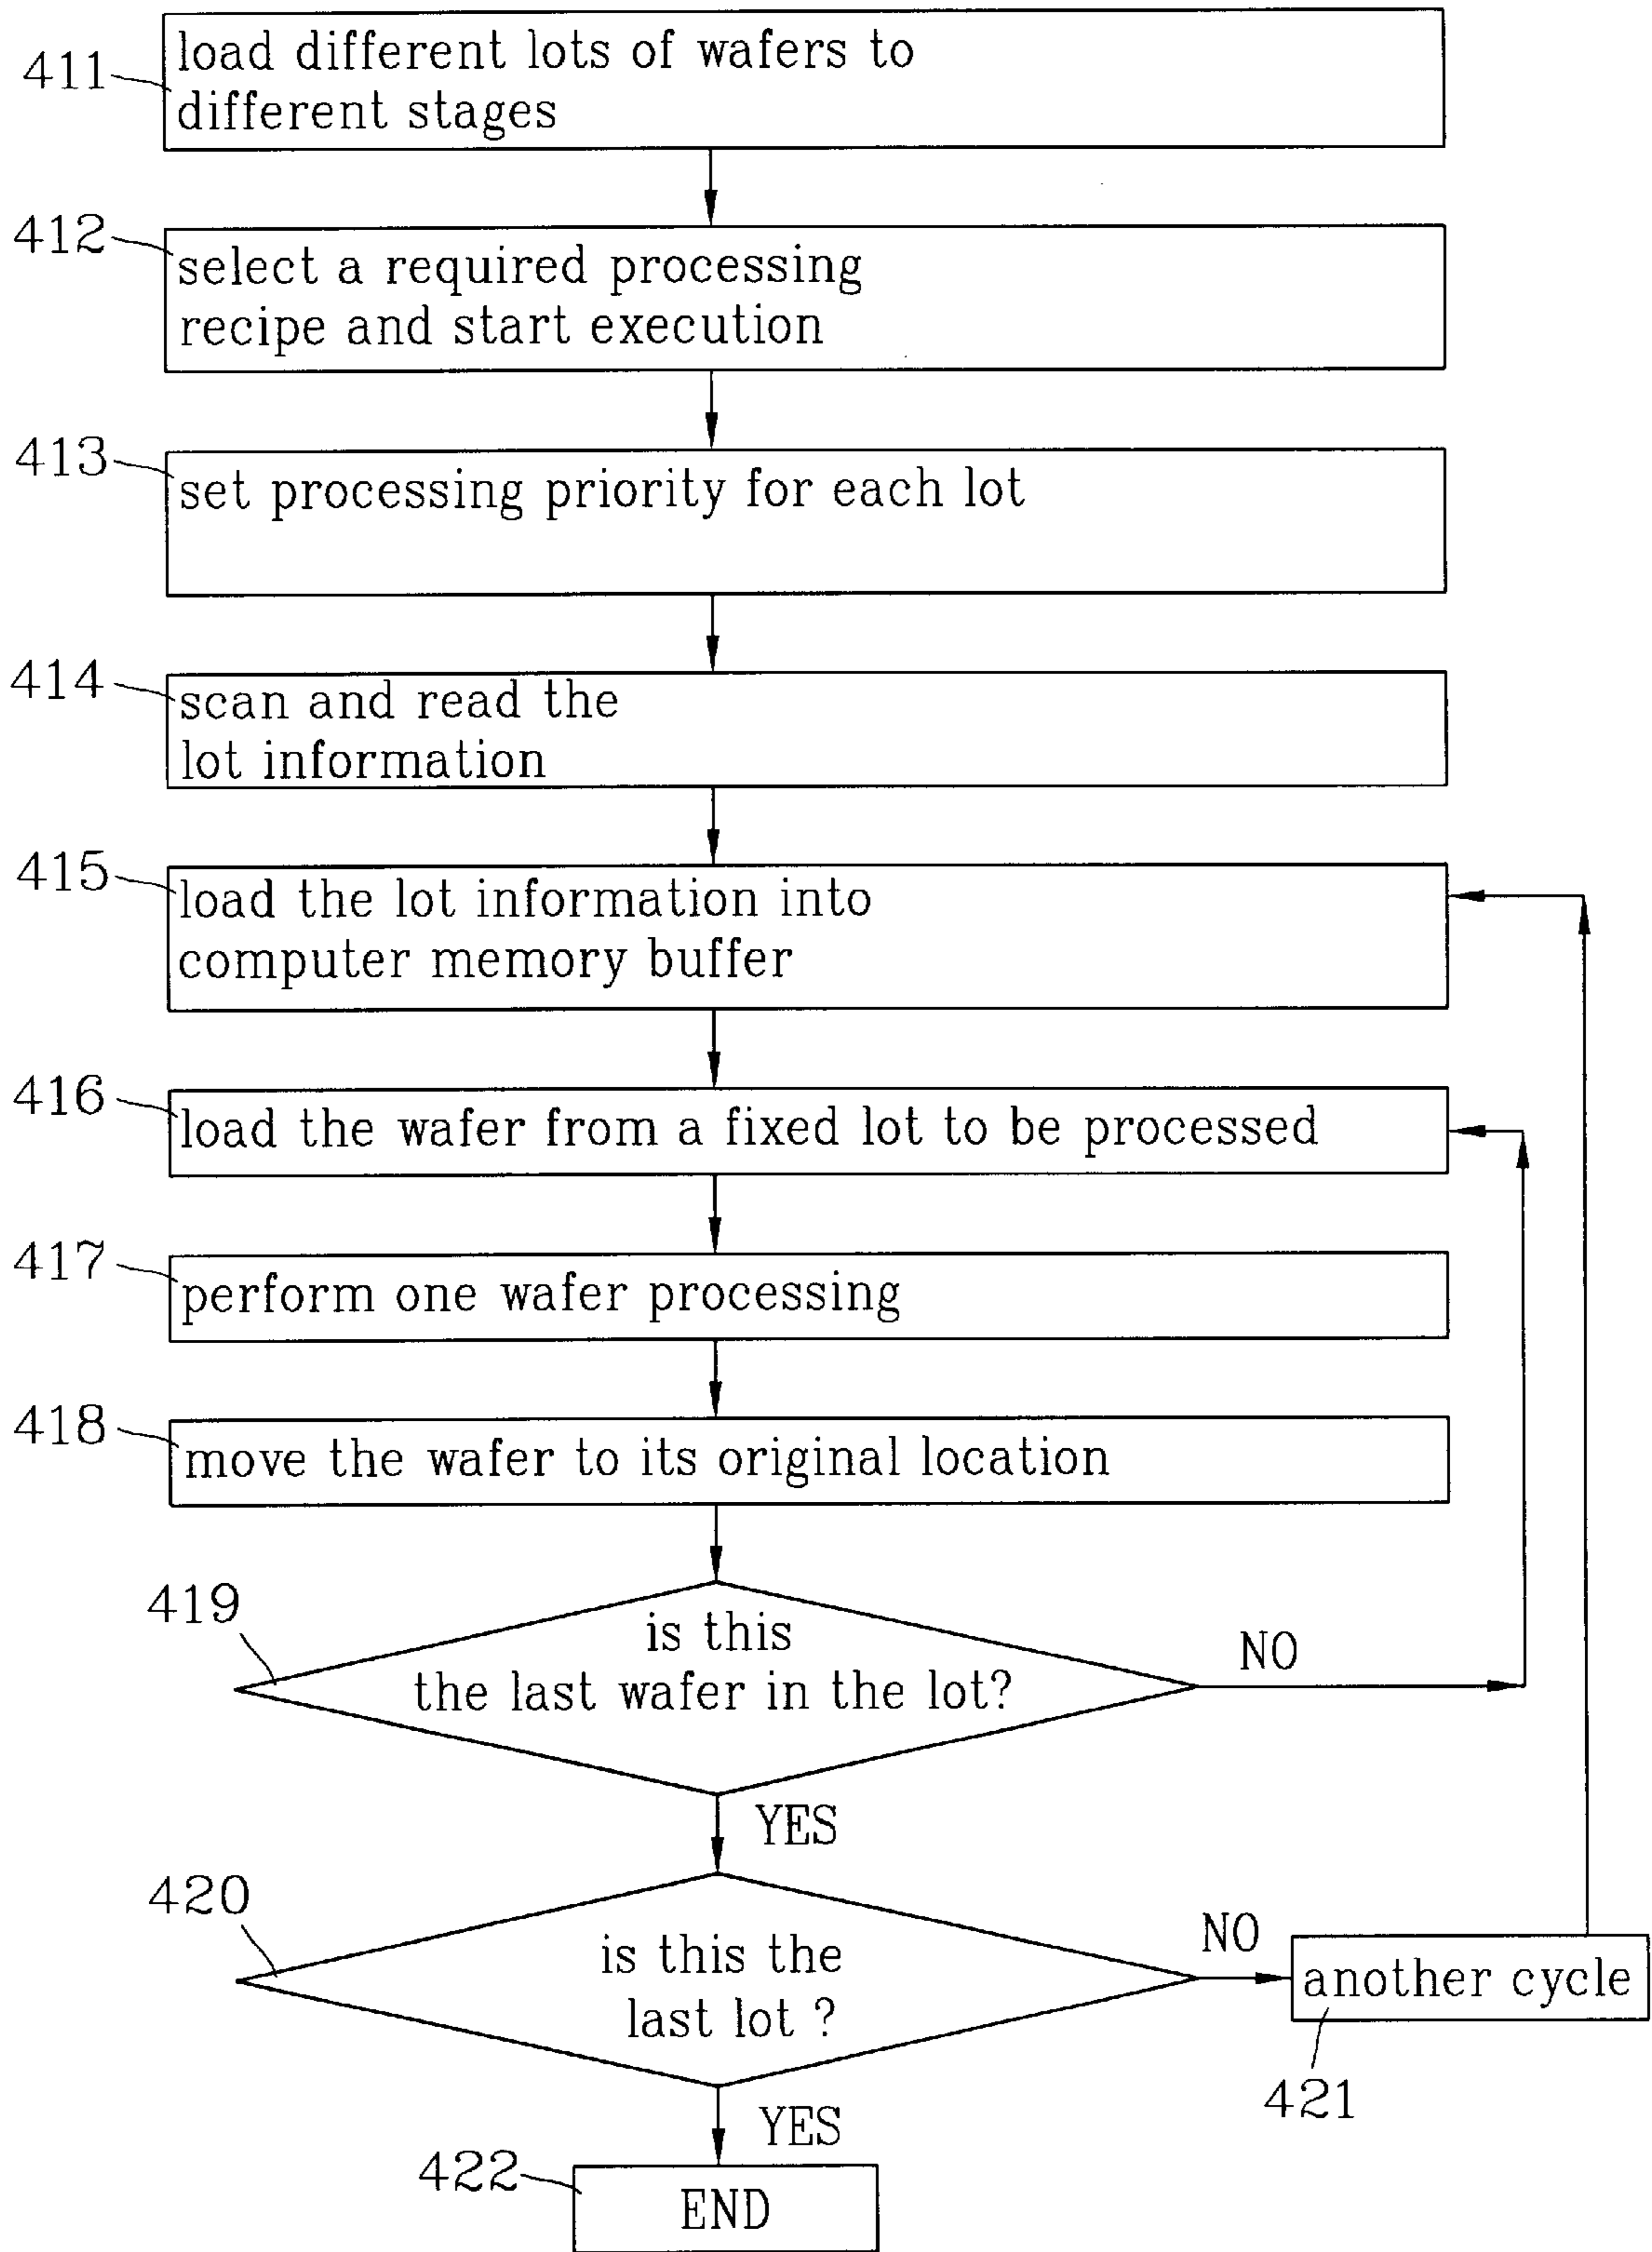 411
load different lots of wafers to
different stages
412
select a required processing
recipe and start execution
413
set processing priority for each lot
414
scan and read the
lot information
415
load the lot information into
computer memory buffer
416
load the wafer from a fixed lot to be processed
417
perform one wafer processing
418
move the wafer to its original location
419
is this
the last wafer in the lot?
NO
YES
420
is this the
last lot ?
NO
another cycle
421
YES
422
END